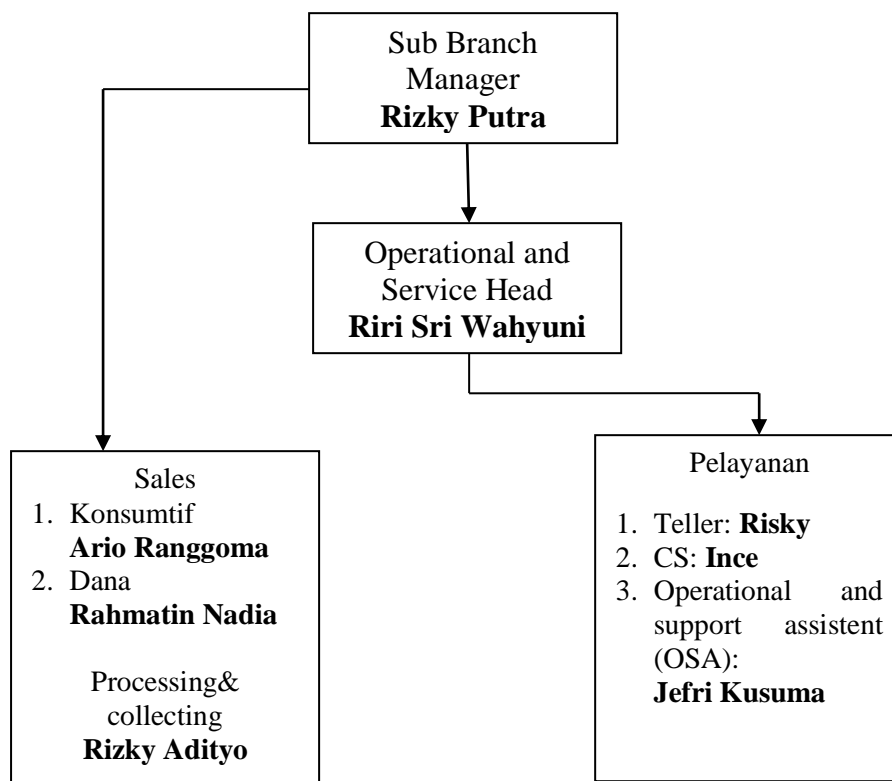 Sub Branch
Manager
Rizky Putra
Operational and
Service Head
Riri Sri Wahyuni
Sales
1. Konsumtif
Ario Ranggoma
2. Dana
Rahmatin Nadia
Processing&
collecting
Rizky Adityo
Pelayanan
1. Teller: Risky
2. CS: Ince
3. Operational and
support assistent
(OSA):
Jefri Kusuma